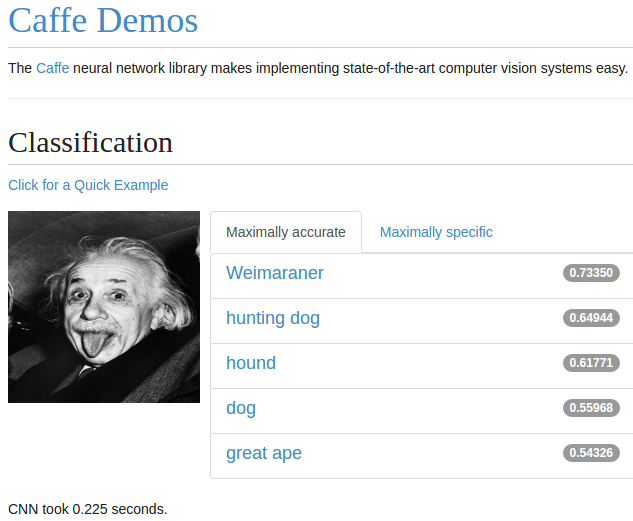 Caffe Demos
The Caffe neural network library makes implementing state-of-the-art computer vision systems easy.
Classification
Click for a Quick Example
Maximally accurate
Maximally specific
Weimaraner 0.73350
hunting dog 0.64944
hound 0.61771
dog 0.55968
great ape 0.54326
CNN took 0.225 seconds.